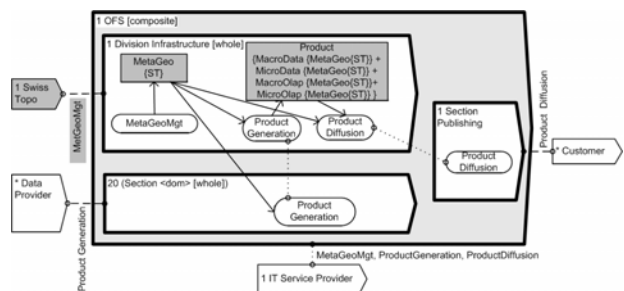 1 OFS [composite]
1 Division Infrastructure [whole]
MetaGeo
{ST}
Product
{MacroData {MetaGeo{ST}} +
MicroData {MetaGeo{ST}} +
MacroOlap {MetaGeo{ST}}+
MicroOlap {MetaGeo{ST}} }
1 Swiss
Topo
MetGeoMgt
MetaGeoMgt
Product
Generation
Product
Diffusion
1 Section
Publishing
Product
Diffusion
Product Diffusion
* Customer
* Data
Provider
Product Generation
20 (Section <dom> [whole])
Product
Generation
MetaGeoMgt, ProductGeneration, ProductDiffusion
1 IT Service Provider